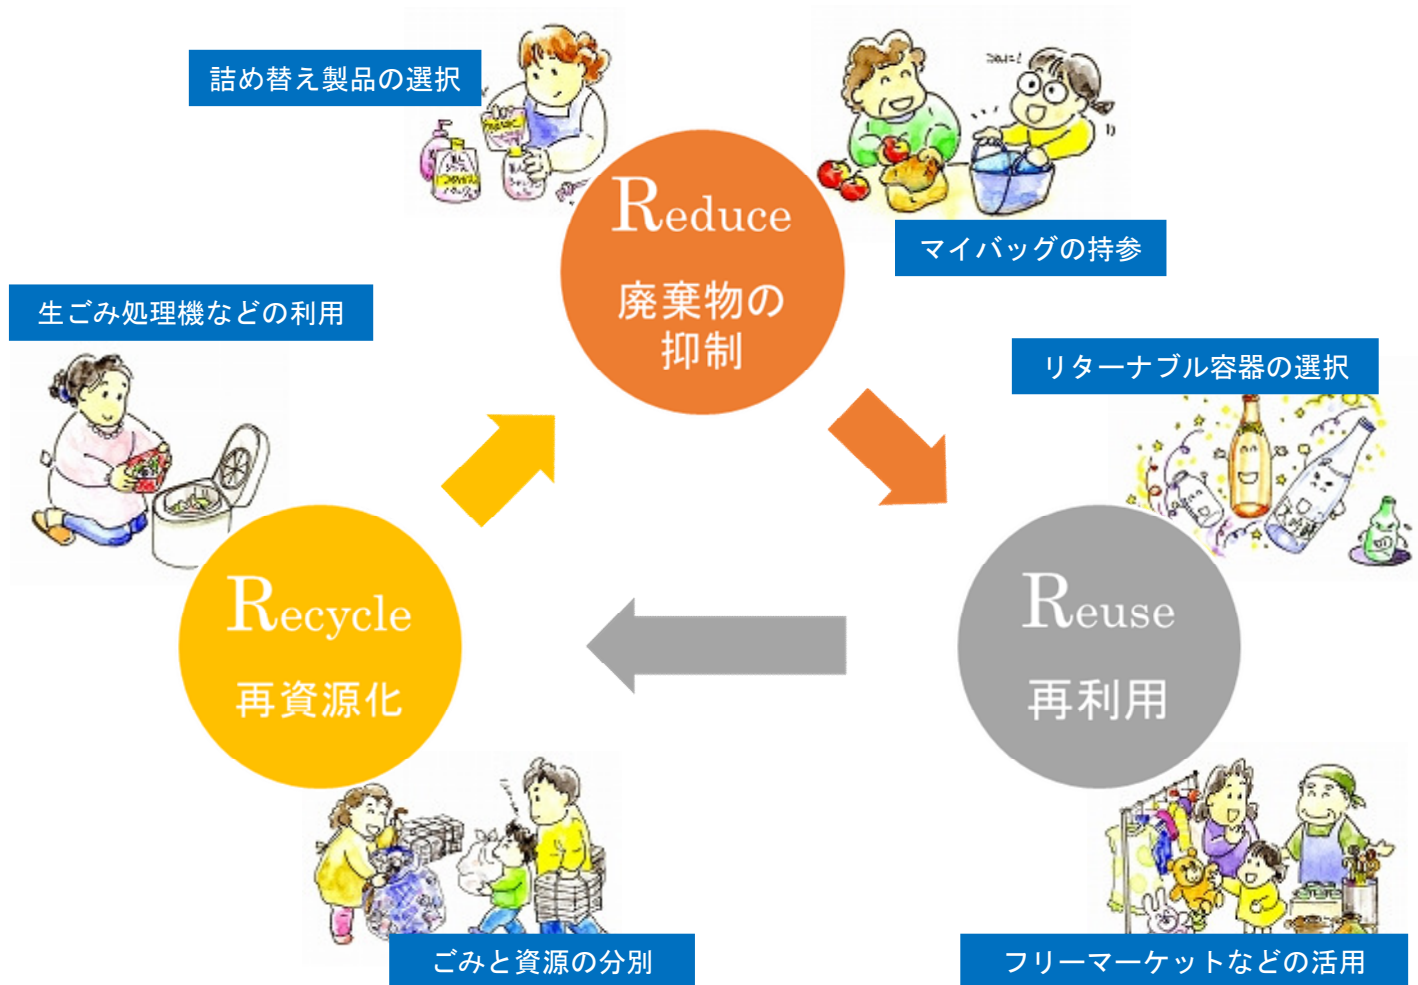 詰め替え製品の選択
マイバッグの持参
Reduce
廃棄物の
抑制
生ごみ処理機などの利用
リターナブル容器の選択
Recycle
再資源化
Reuse
再利用
ごみと資源の分別
フリーマーケットなどの活用